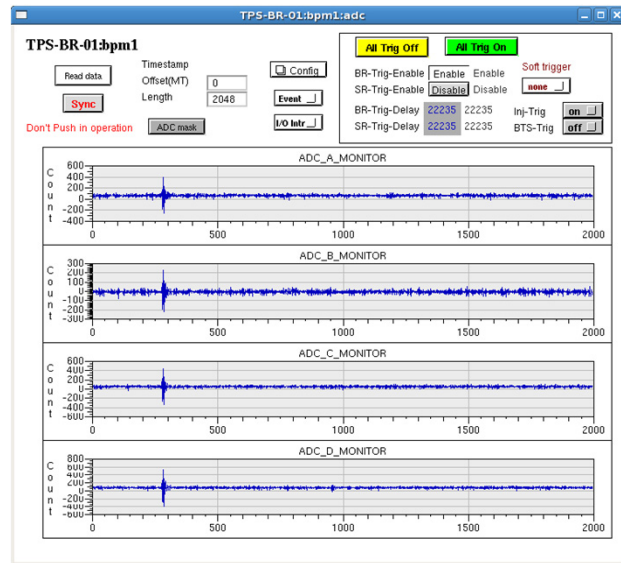 TPS-BR-01:bpm1:adc
TPS-BR-01:bpm1
All Trig Off All Trig On
Read data Timestamp Config
Offset(MT) 0
Length 2048
Sync Event
Don't Push in operation ADC mask I/O Intr
BR-Trig-Enable Enable Enable Soft trigger
SR-Trig-Enable Disable Disable none
BR-Trig-Delay 22235 22235 Inj-Trig on
SR-Trig-Delay 22235 22235 BTS-Trig off
ADC_A_MONITOR
Count
600
400
200
0
-200
-400
0 500 1000 1500 2000
ADC_B_MONITOR
Count
300
200
100
0
-100
-200
-300
0 500 1000 1500 2000
ADC_C_MONITOR
Count
600
400
200
0
-200
-400
-600
0 500 1000 1500 2000
ADC_D_MONITOR
Count
800
600
400
200
0
-200
-400
-600
0 500 1000 1500 2000